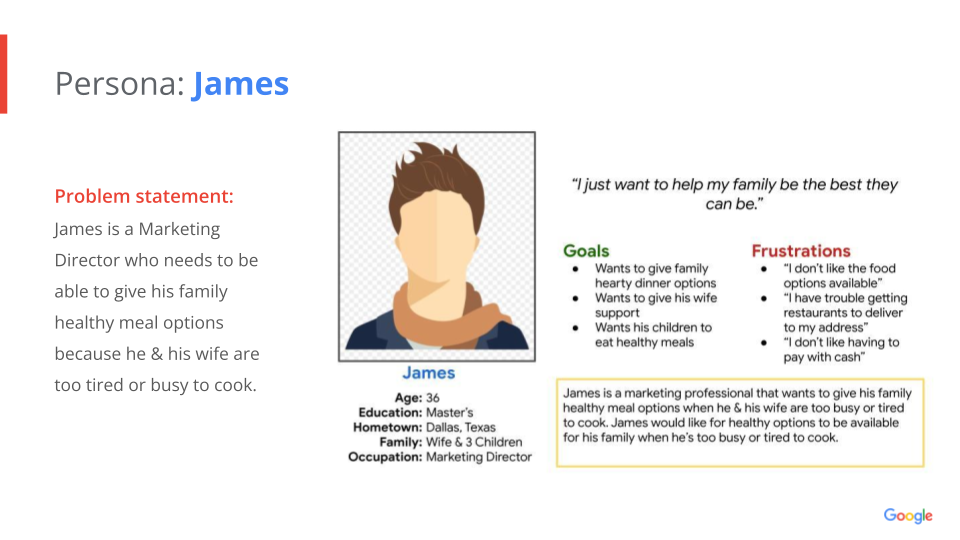 Persona: James
Problem statement:
James is a Marketing
Director who needs to be
able to give his family
healthy meal options
because he & his wife are
too tired or busy to cook.
James
Age: 36
Education: Master's
Hometown: Dallas, Texas
Family: Wife & 3 Children
Occupation: Marketing Director
“I just want to help my family be the best they
can be.”
Goals
● Wants to give family
hearty dinner options
● Wants to give his wife
support
● Wants his children to
eat healthy meals
Frustrations
● “I don't like the food
options available”
● “I have trouble getting
restaurants to deliver
to my address”
● “I don't like having to
pay with cash”
James is a marketing professional that wants to give his family
healthy meal options when he & his wife are too busy or tired
to cook. James would like for healthy options to be available
for his family when he's too busy or tired to cook.
Google